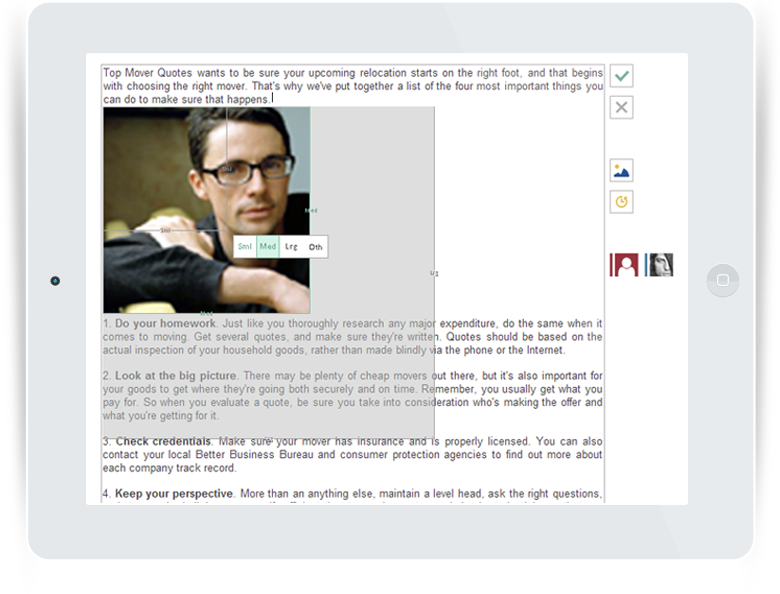 Top Mover Quotes wants to be sure your upcoming relocation starts on the right foot, and that begins
with choosing the right mover. That's why we've put together a list of the four most important things you
can do to make sure that happens.
Sml
Med
Sml
Sml Med Lrg Oth
Lrg
Med
1. Do your homework. Just like you thoroughly research any major expenditure, do the same when it
comes to moving. Get several quotes, and make sure they're written. Quotes should be based on the
actual inspection of your household goods, rather than made blindly via the phone or the Internet.
2. Look at the big picture. There may be plenty of cheap movers out there, but it's also important for
your goods to get where they're going both securely and on time. Remember, you usually get what you
pay for. So when you evaluate a quote, be sure you take into consideration who's making the offer and
what you're getting for it.
3. Check credentials. Make sure your mover has insurance and is properly licensed. You can also
contact your local Better Business Bureau and consumer protection agencies to find out more about
each company track record.
4. Keep your perspective. More than an anything else, maintain a level head, ask the right questions,